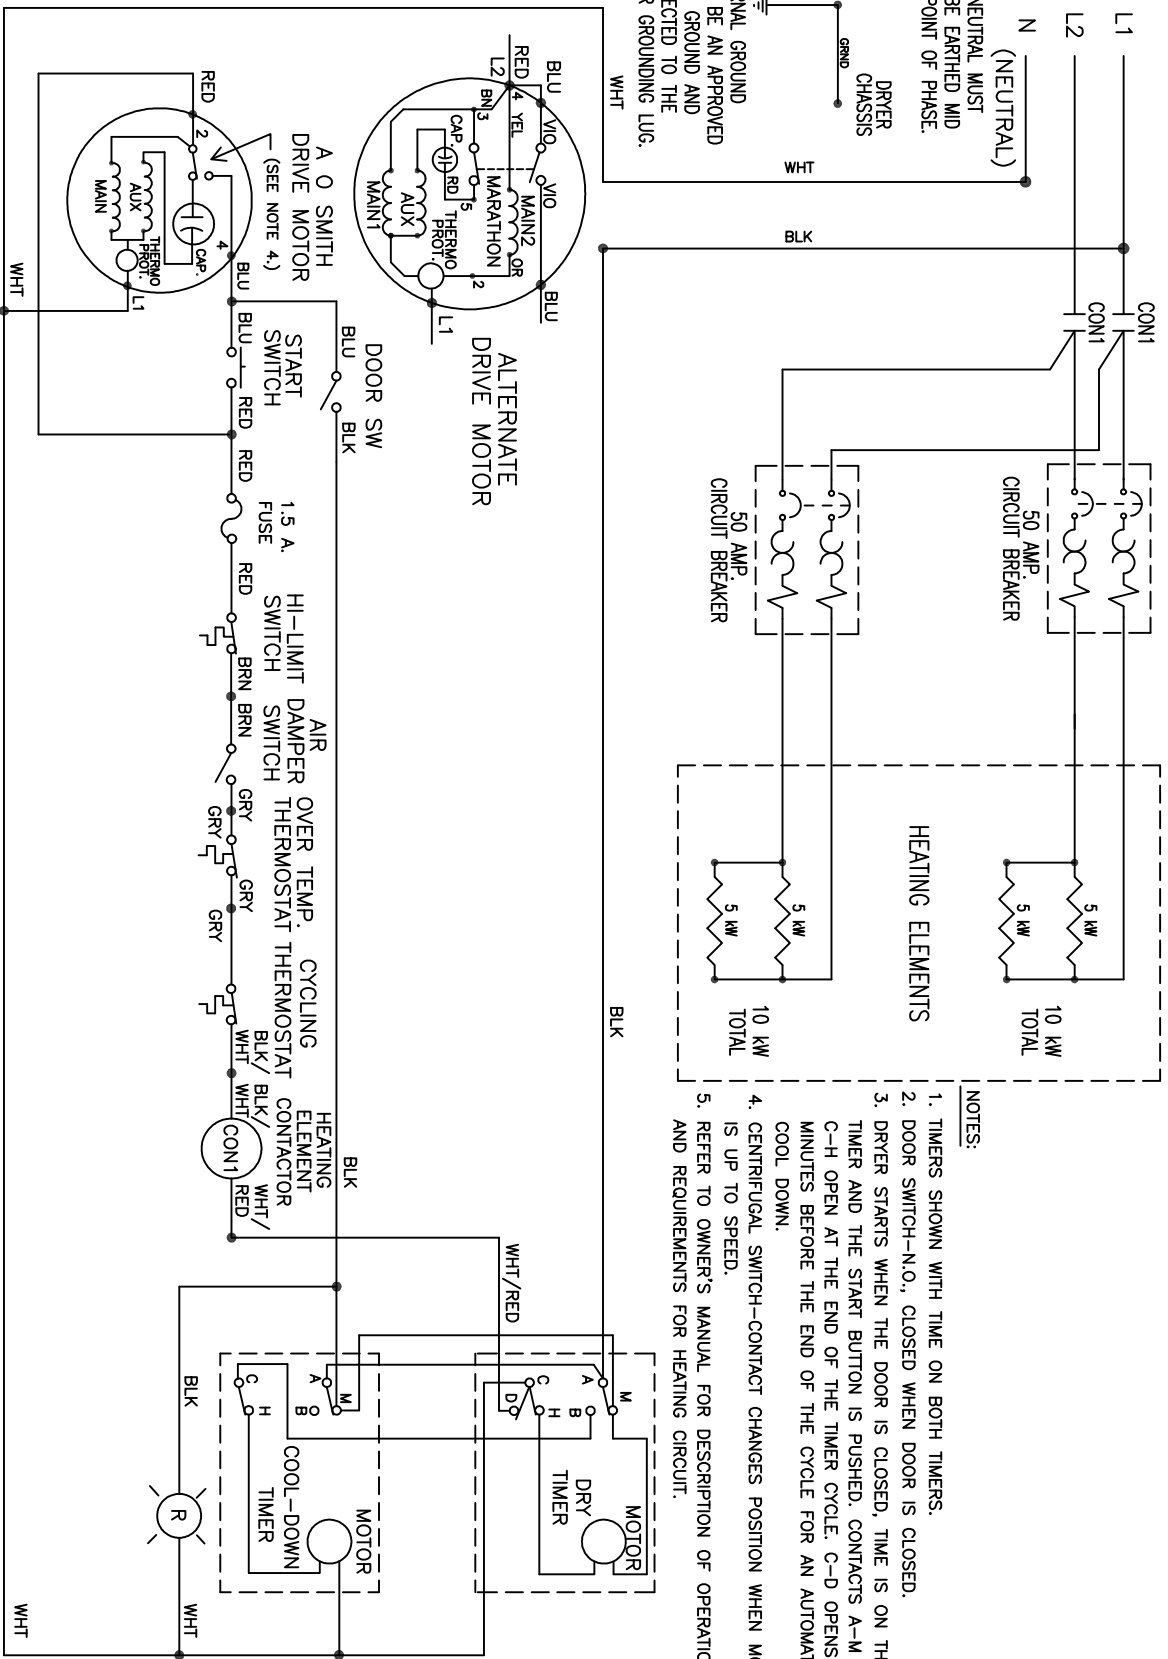 L1
L2
N
(NEUTRAL)
NEUTRAL MUST
BE EARTHED MID
POINT OF PHASE.
GRND
DRYER
CHASSIS
GROUND
BE AN APPROVED
GROUND AND
TO THE
GROUNDING LUG.
WHT
WHT
BLK
CON1
CON1
50 AMP.
CIRCUIT BREAKER
50 AMP.
CIRCUIT BREAKER
HEATING ELEMENTS
5 kW
5 kW
10 kW
TOTAL
5 kW
5 kW
10 kW
TOTAL
BLK
NOTES:
1. TIMERS SHOWN WITH TIME ON BOTH TIMERS.
2. DOOR SWITCH-N.O., CLOSED WHEN DOOR IS CLOSED.
3. DRYER STARTS WHEN THE DOOR IS CLOSED, TIME IS ON
TIMER AND THE START BUTTON IS PUSHED. CONTACTS A-M
C-H OPEN AT THE END OF THE TIMER CYCLE. C-D OPENS
MINUTES BEFORE THE END OF THE CYCLE FOR AN
COOL DOWN.
4. CENTRIFUGAL SWITCH-CONTACT CHANGES POSITION WHEN
IS UP TO SPEED.
5. REFER TO OWNER'S MANUAL FOR DESCRIPTION OF
AND REQUIREMENTS FOR HEATING CIRCUIT.
ALTERNATE
DRIVE MOTOR
BLU
RED
L2
4
VIO
VIO
BLU
YEL
MAIN2
OR
BN
3
MARATHON
5
2
CAP.
RD
AUX
THERMO
PROT.
MAIN1
L1
A O SMITH
DRIVE MOTOR
(SEE NOTE 4.)
RED
2
4
BLU
CAP.
AUX
MAIN
THERMO
PROT.
L1
WHT
DOOR SW
BLU
BLK
BLU
START
SWITCH
RED
RED
1.5 A.
FUSE
RED
HI-LIMIT
SWITCH
BRN
BRN
AIR
DAMPER
SWITCH
GRY
GRY
OVER TEMP.
THERMOSTAT
GRY
GRY
CYCLING
THERMOSTAT
BLK/
WHT
BLK/
WHT
HEATING
ELEMENT
CONTACTOR
CON1
WHT/
RED
BLK
WHT/RED
M
A
B
H
C
D
MOTOR
DRY
TIMER
M
A
B
H
C
MOTOR
COOL-DOWN
TIMER
BLK
R
WHT
WHT